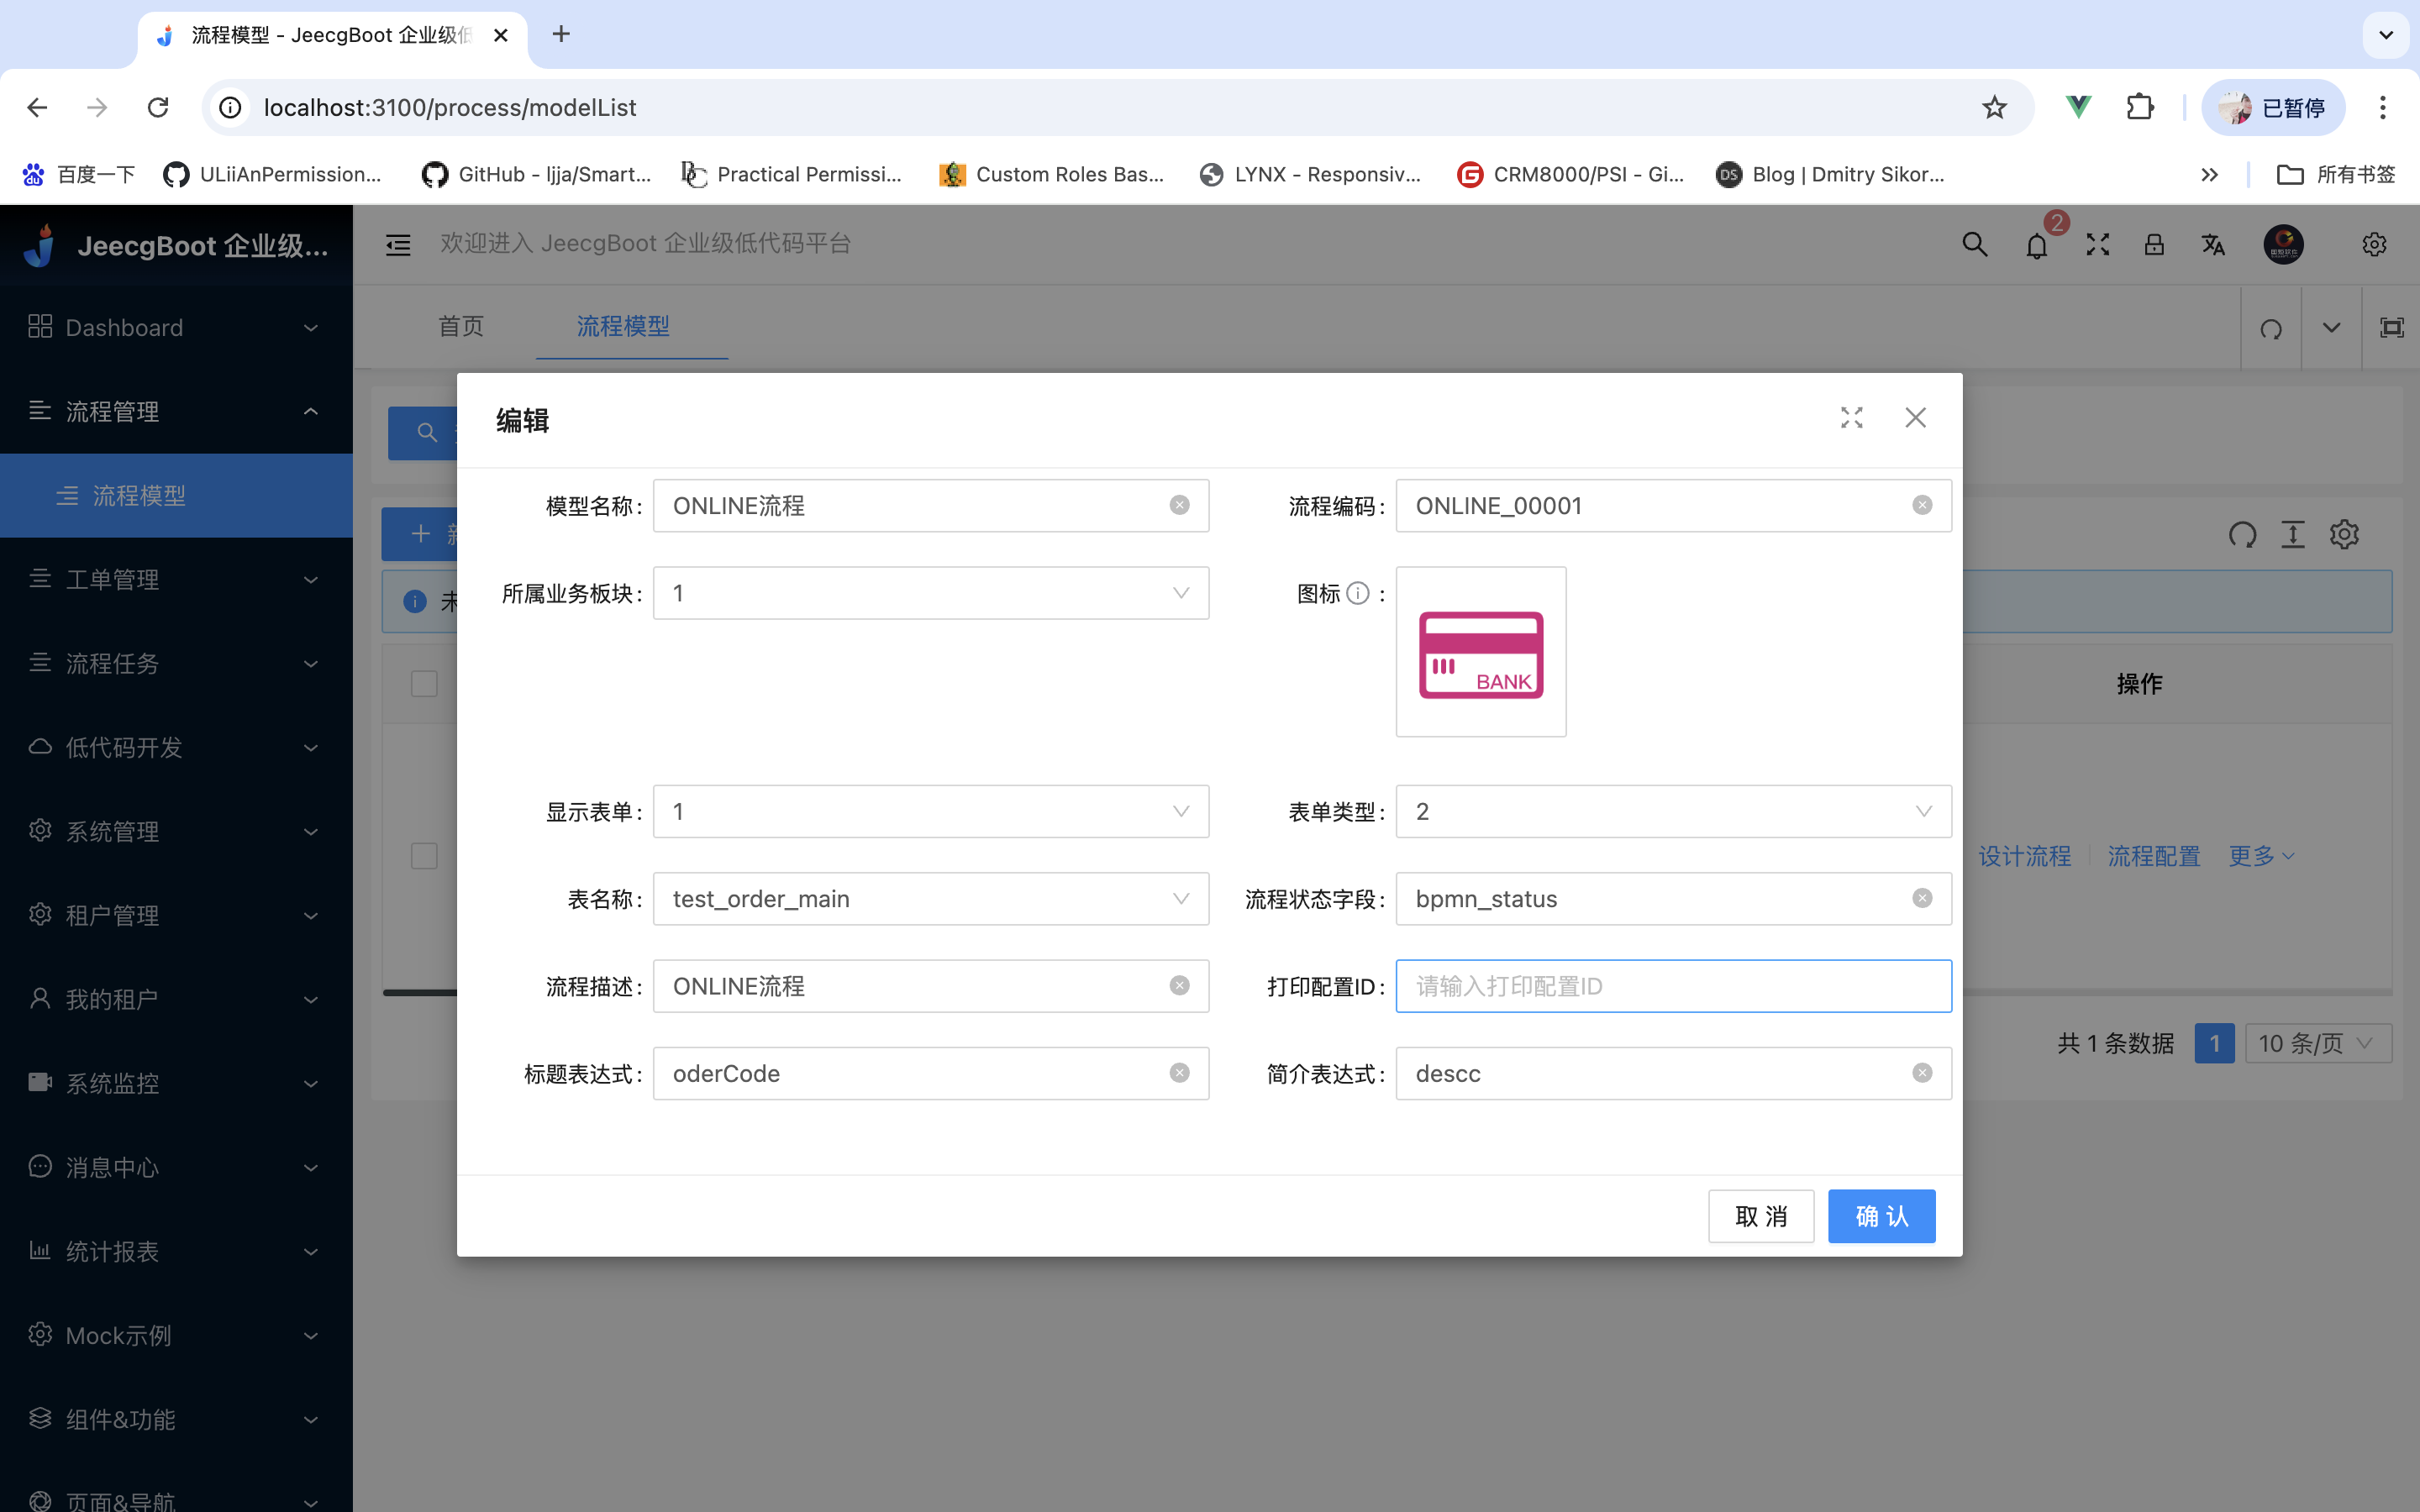 流程模型 - JeecgBoot 企业级低
localhost:3100/process/modelList
已暂停
百度一下
ULiiAnPermission...
GitHub - ljja/Smart...
Practical Permissi...
Custom Roles Bas...
LYNX - Responsiv...
CRM8000/PSI - Gi...
DS
Blog | Dmitry Sikor...
所有书签
JeecgBoot 企业级...
欢迎进入 JeecgBoot 企业级低代码平台
2
Dashboard
首页
流程模型
流程管理
流程模型
工单管理
流程任务
低代码开发
系统管理
租户管理
我的租户
系统监控
消息中心
统计报表
Mock示例
组件&功能
页面&导航
编辑
模型名称:
ONLINE流程
流程编码:
ONLINE_00001
所属业务板块:
1
图标 :
BANK
显示表单:
1
表单类型:
2
表名称:
test_order_main
流程状态字段:
bpmn_status
流程描述:
ONLINE流程
打印配置ID:
请输入打印配置ID
标题表达式:
oderCode
简介表达式:
descc
取 消
确 认
未
操作
设计流程
流程配置
更多
共 1 条数据
1
10 条/页